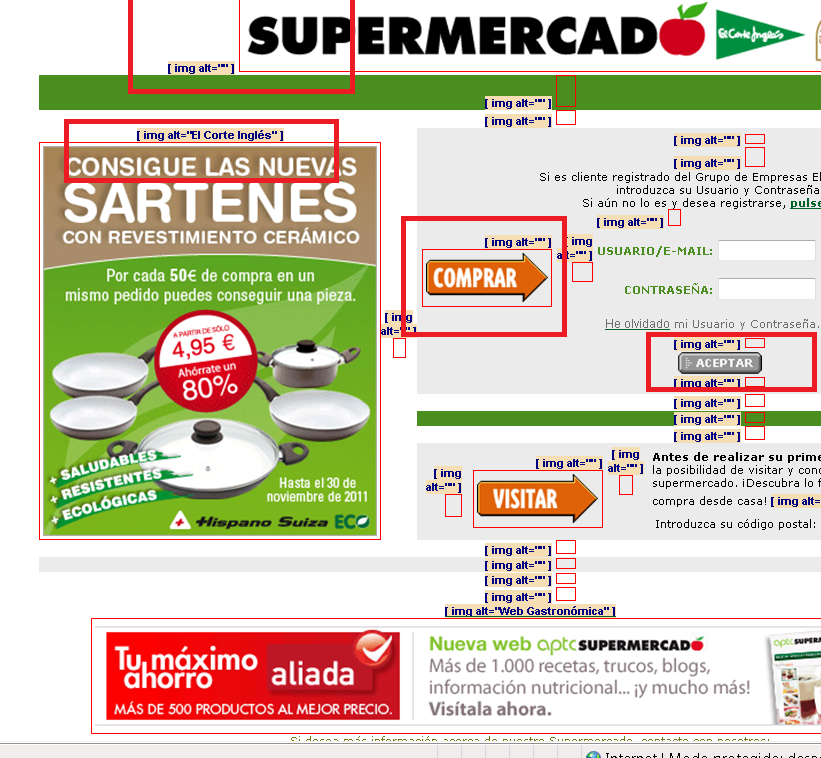 SUPERMERCADO
El Corte Inglés
[ img alt="" ]
[ img alt="" ]
[ img alt="" ]
[ img alt="El Corte Inglés" ]
CONSIGUE LAS NUEVAS
SARTENES
CON REVESTIMIENTO CERÁMICO
Por cada 50€ de compra en un
mismo pedido puedes conseguir una pieza.
A PARTIR DE SÓLO
4,95 €
Ahórrate un
80%
+ SALUDABLES
+ RESISTENTES
+ ECOLÓGICAS
Hasta el 30 de
noviembre de 2011
Hispano Suiza ECO
[ img alt="" ]
[ img alt="" ]
Si es cliente registrado del Grupo de Empresas El
introduzca su Usuario y Contraseña
Si aún no lo es y desea registrarse, pulse
[ img alt="" ]
[ img alt="" ]
COMPRAR
[ img alt="" ]
[ img alt="" ]
USUARIO/E-MAIL:
CONTRASEÑA:
He olvidado mi Usuario y Contraseña.
[ img alt="" ]
ACEPTAR
[ img alt="" ]
[ img alt="" ]
[ img alt="" ]
[ img alt="" ]
[ img alt="" ]
[ img alt="" ]
VISITAR
[ img alt="" ]
Antes de realizar su prime
la posibilidad de visitar y cono
supermercado. ¡Descubra lo f
compra desde casa! [ img alt=
Introduzca su código postal:
[ img alt="" ]
[ img alt="" ]
[ img alt="" ]
[ img alt="" ]
[ img alt="Web Gastronómica" ]
Tu máximo
ahorro
aliada
MÁS DE 500 PRODUCTOS AL MEJOR PRECIO.
Nueva web aptc SUPERMERCADO
Más de 1.000 recetas, trucos, blogs,
información nutricional... ¡y mucho más!
Visítala ahora.
Si desea más información acerca de nuestro Supermercado, contacte con nosotros:
Internet | Modo protegido: desa